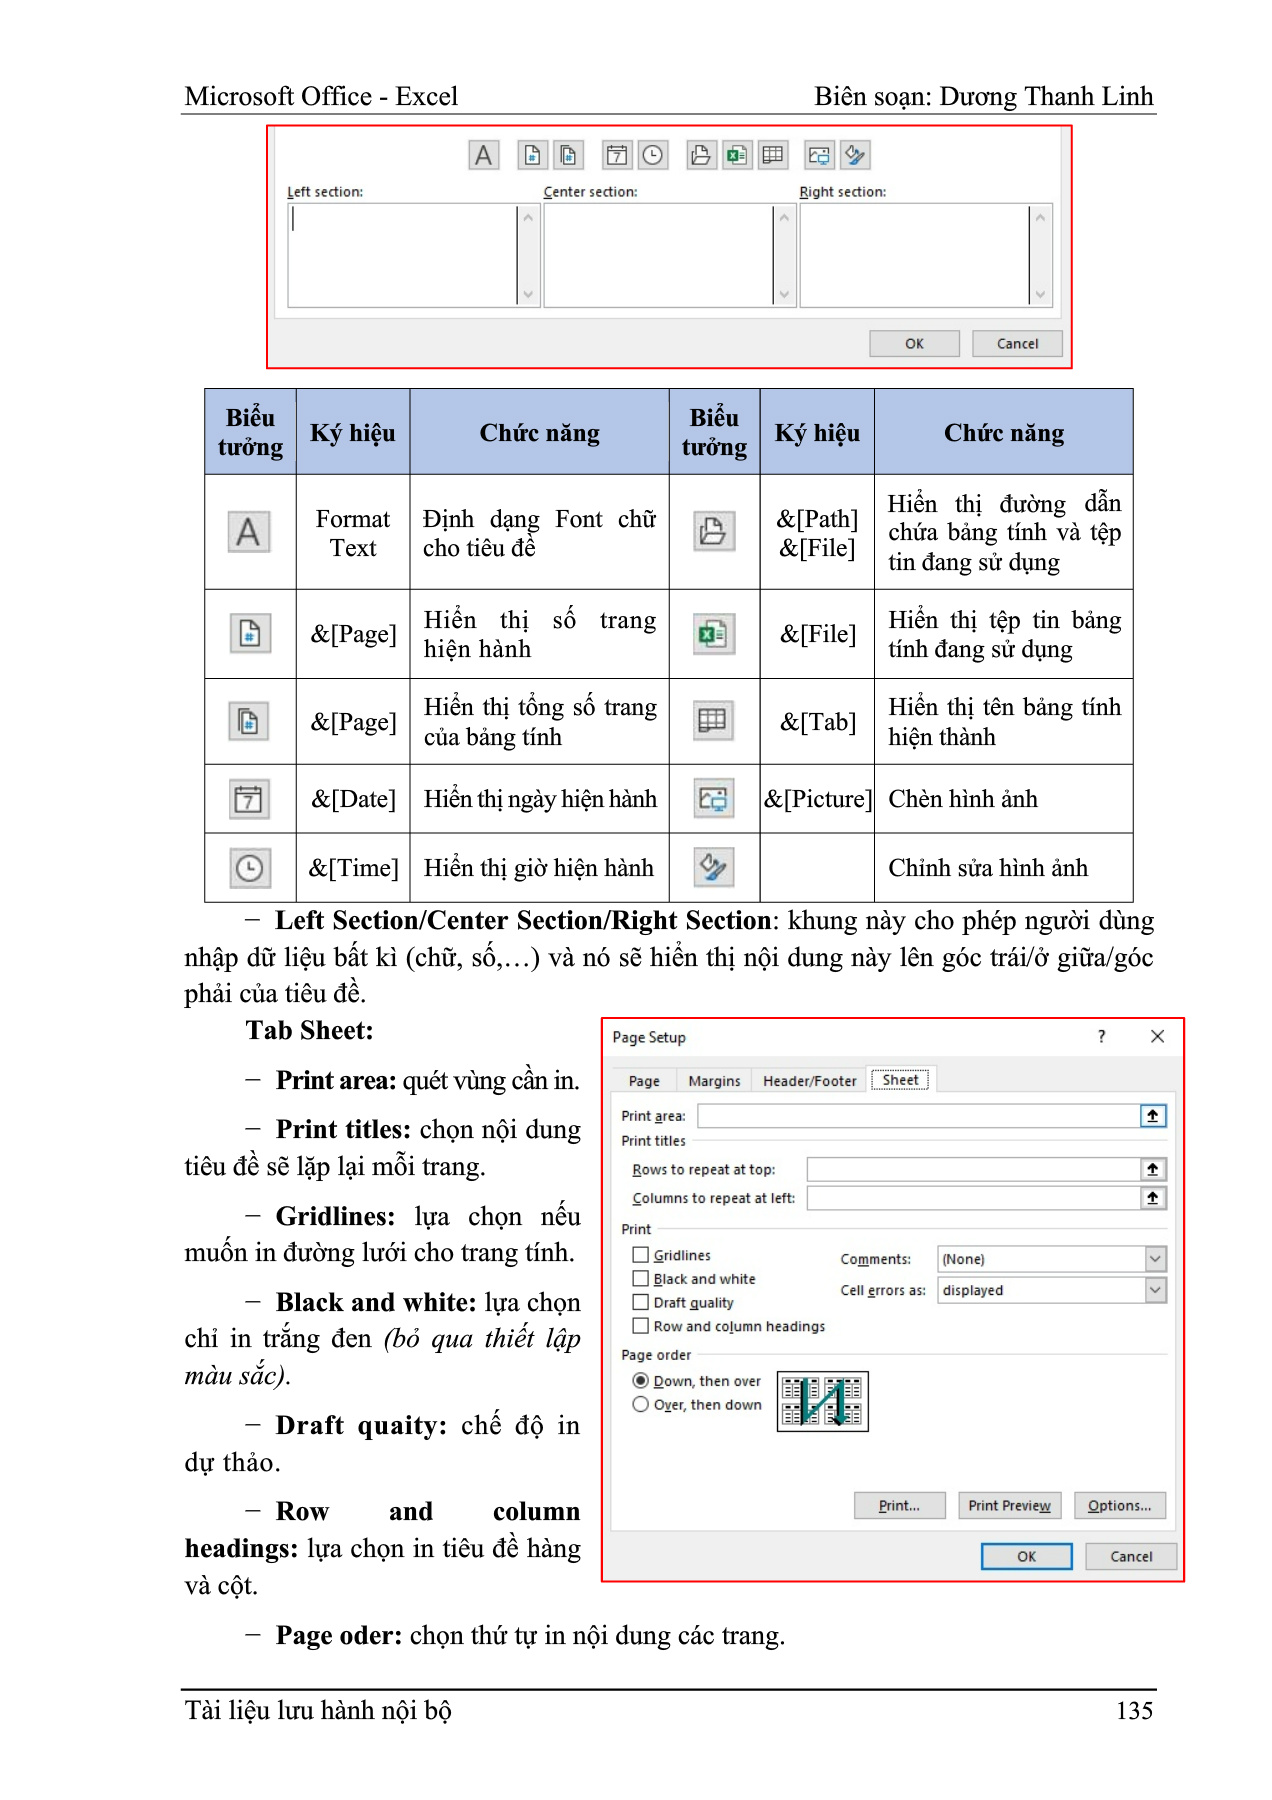 Microsoft Office - Excel Biên soạn: Dương Thanh Linh
A
7
Left section: Center section: Right section:
OK Cancel
Biểu tưởng Ký hiệu Chức năng Biểu tưởng Ký hiệu Chức năng
A
Format
Text
Định dạng Font chữ
cho tiêu đề
&[Path]
&[File]
Hiển thị đường dẫn
chứa bảng tính và tệp
tin đang sử dụng
&[Page]
Hiển thị số trang
hiện hành
&[File]
Hiển thị tệp tin bảng
tính đang sử dụng
&[Page]
Hiển thị tổng số trang
của bảng tính
&[Tab]
Hiển thị tên bảng tính
hiện thành
7
&[Date] Hiển thị ngày hiện hành &[Picture] Chèn hình ảnh
&[Time] Hiển thị giờ hiện hành Chỉnh sửa hình ảnh
− Left Section/Center Section/Right Section: khung này cho phép người dùng
nhập dữ liệu bất kì (chữ, số,…) và nó sẽ hiển thị nội dung này lên góc trái/ở giữa/góc
phải của tiêu đề.
Tab Sheet:
− Print area: quét vùng cần in.
− Print titles: chọn nội dung
tiêu đề sẽ lặp lại mỗi trang.
− Gridlines: lựa chọn nếu
muốn in đường lưới cho trang tính.
− Black and white: lựa chọn
chỉ in trắng đen (bỏ qua thiết lập
màu sắc).
− Draft quaity: chế độ in
dự thảo.
− Row and column
headings: lựa chọn in tiêu đề hàng
và cột.
− Page oder: chọn thứ tự in nội dung các trang.
Page Setup ?
Page Margins Header/Footer Sheet
Print area:
Print titles
Rows to repeat at top:
Columns to repeat at left:
Print
Gridlines Comments: (None)
Black and white
Cell errors as: displayed
Draft quality
Row and column headings
Page order
Down, then over
Over, then down
Print... Print Preview Options...
OK Cancel
Tài liệu lưu hành nội bộ 135